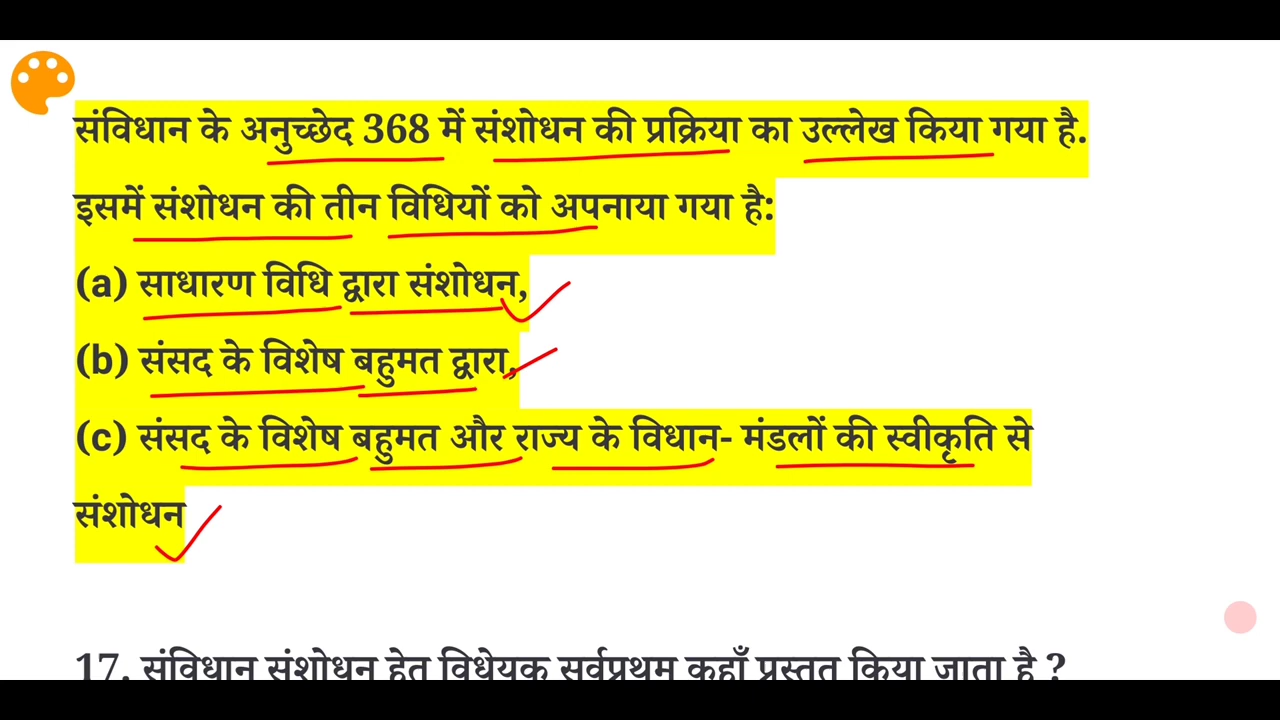 संविधान के अनुच्छेद 368 में संशोधन की प्रक्रिया का उल्लेख किया गया है.
इसमें संशोधन की तीन विधियों को अपनाया गया है:
(a) साधारण विधि द्वारा संशोधन,
(b) संसद के विशेष बहुमत द्वारा,
(c) संसद के विशेष बहुमत और राज्य के विधान- मंडलों की स्वीकृति से
संशोधन
17. संविधान संशोधन हेतु विधेयक सर्वप्रथम कहाँ प्रस्तुत किया जाता है ?